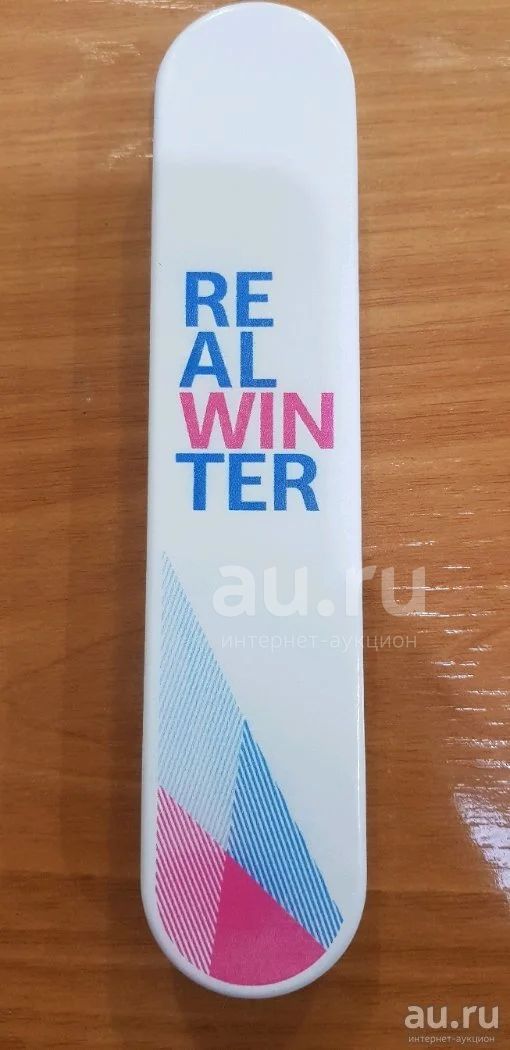 RE
AL
WIN
TER
au.ru
интернет-аукцион
au.ru
интернет-аукцион